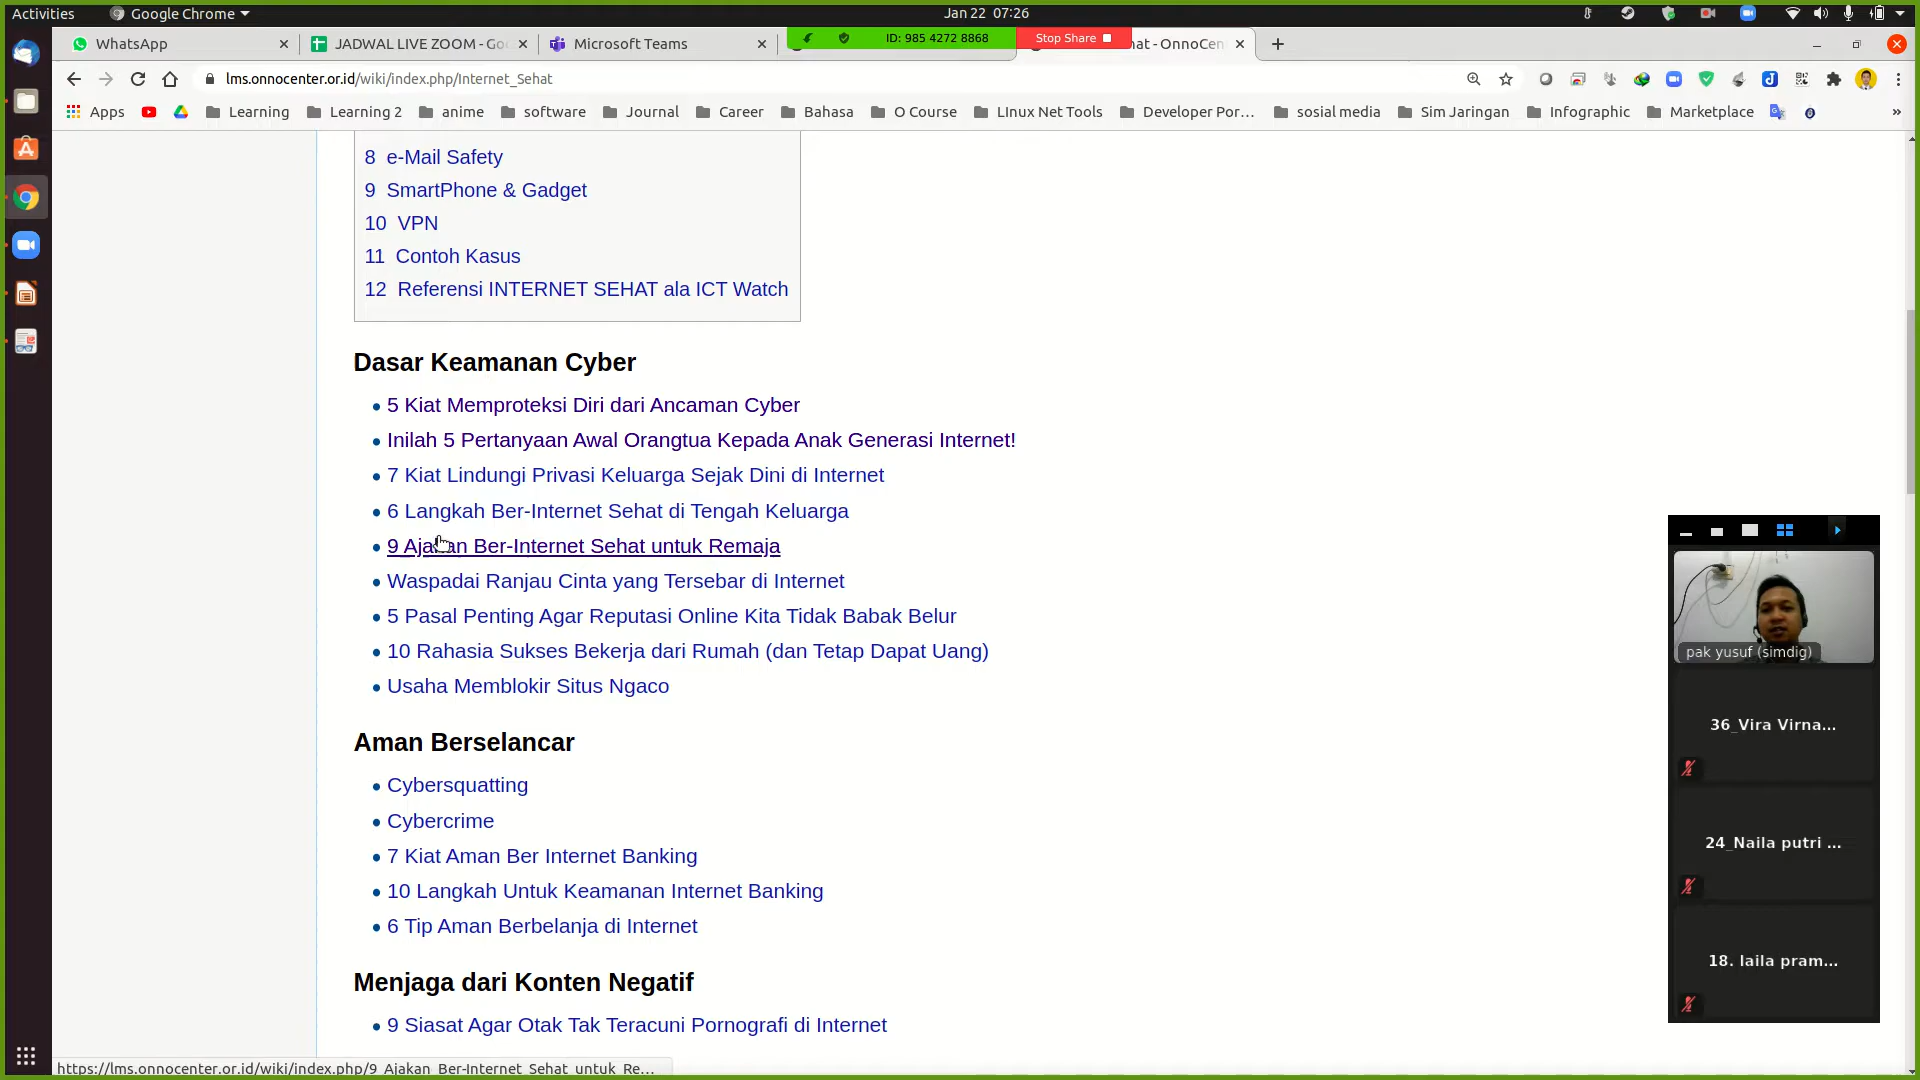 Activities
Google Chrome
Jan 22 07:26
WhatsApp
JADWAL LIVE ZOOM - Go
Microsoft Teams
ID: 985 4272 8868
Stop Share
hat - OnnoCen
lms.onnocenter.or.id/wiki/index.php/Internet_Sehat
Apps
Learning
Learning 2
anime
software
Journal
Career
Bahasa
O Course
LInux Net Tools
Developer Por…
sosial media
Sim Jaringan
Infographic
Marketplace
»
8 e-Mail Safety
9 SmartPhone & Gadget
10 VPN
11 Contoh Kasus
12 Referensi INTERNET SEHAT ala ICT Watch
Dasar Keamanan Cyber
5 Kiat Memproteksi Diri dari Ancaman Cyber
Inilah 5 Pertanyaan Awal Orangtua Kepada Anak Generasi Internet!
7 Kiat Lindungi Privasi Keluarga Sejak Dini di Internet
6 Langkah Ber-Internet Sehat di Tengah Keluarga
9 Ajakan Ber-Internet Sehat untuk Remaja
Waspadai Ranjau Cinta yang Tersebar di Internet
5 Pasal Penting Agar Reputasi Online Kita Tidak Babak Belur
10 Rahasia Sukses Bekerja dari Rumah (dan Tetap Dapat Uang)
Usaha Memblokir Situs Ngaco
Aman Berselancar
Cybersquatting
Cybercrime
7 Kiat Aman Ber Internet Banking
10 Langkah Untuk Keamanan Internet Banking
6 Tip Aman Berbelanja di Internet
Menjaga dari Konten Negatif
9 Siasat Agar Otak Tak Teracuni Pornografi di Internet
pak yusuf (simdig)
36_Vira Virna...
24_Naila putri ...
18. laila pram...
https://lms.onnocenter.or.id/wiki/index.php/9_Ajakan_Ber-Internet_Sehat_untuk_Re…